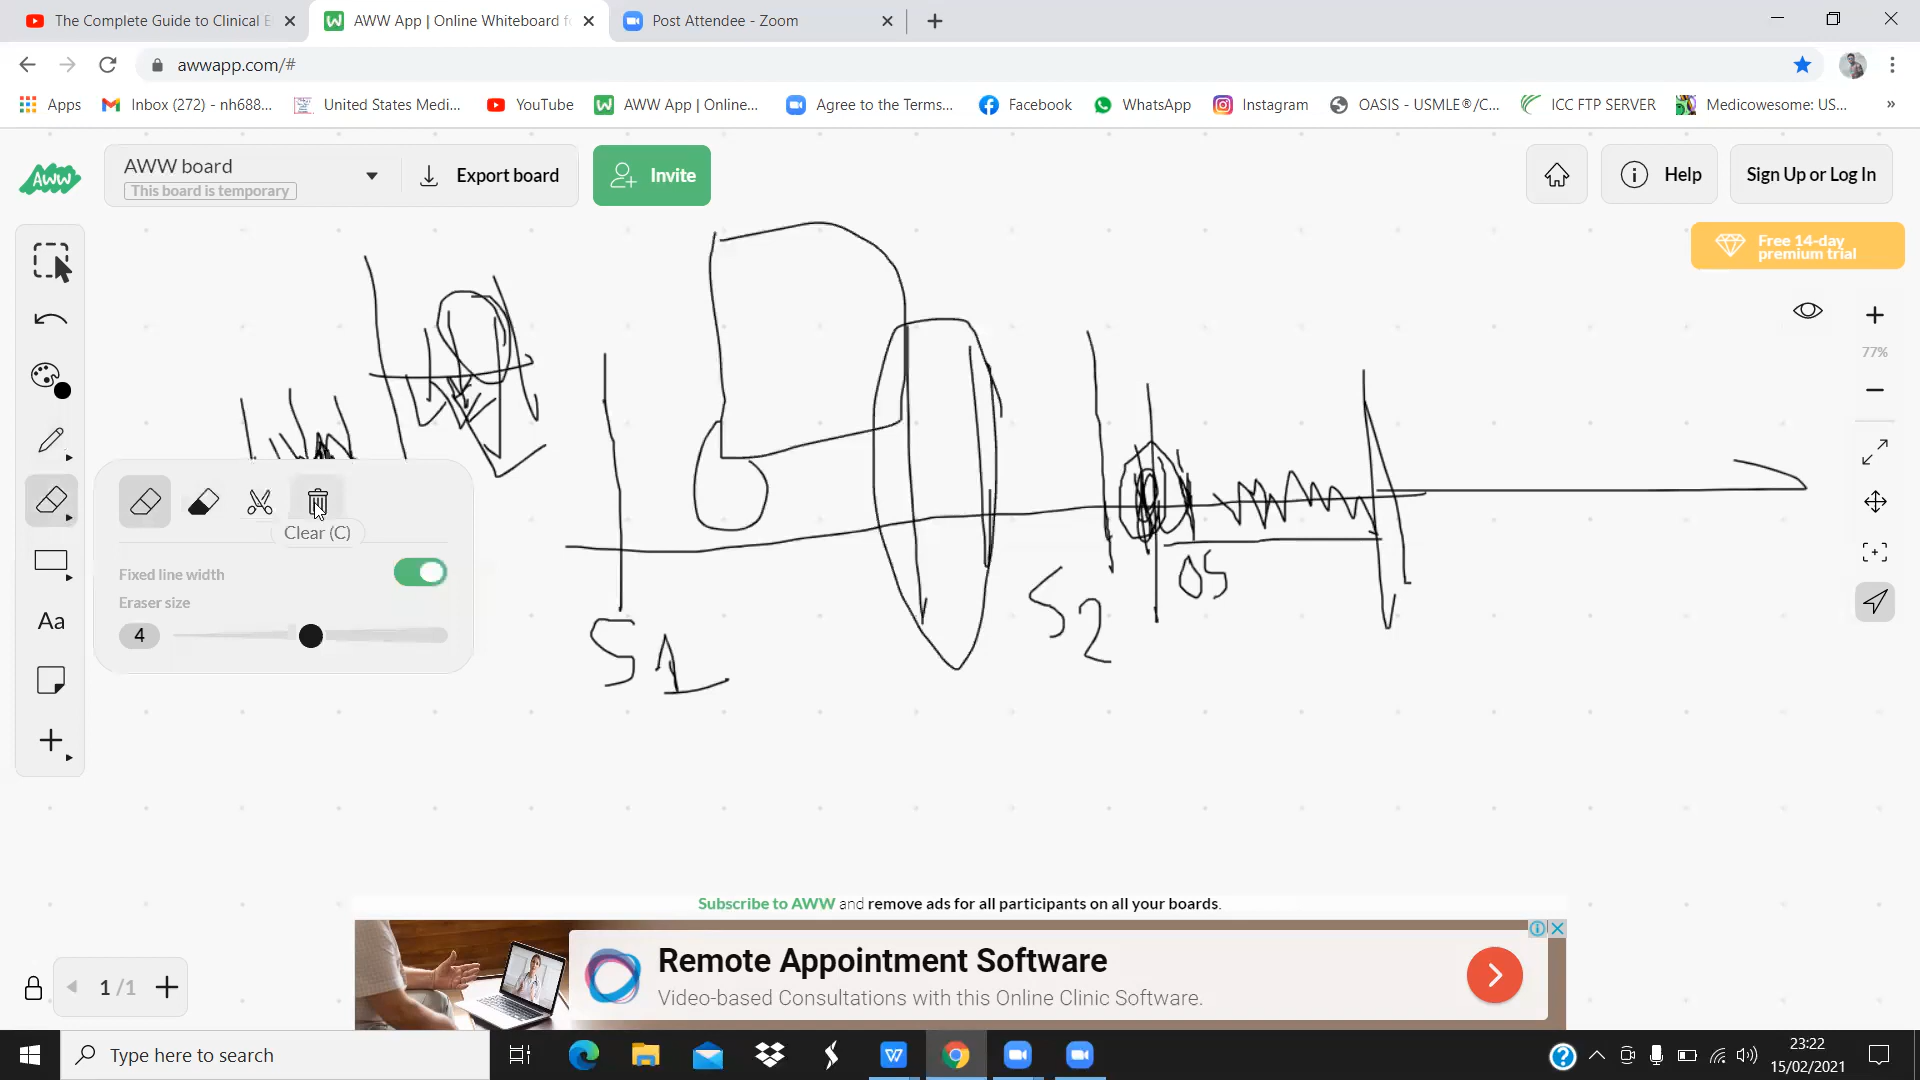 The Complete Guide to Clinical E
AWW App | Online Whiteboard f
Post Attendee - Zoom
awwapp.com/#
Apps
Inbox (272) - nh688...
United States Medi...
YouTube
AWW App | Online...
Agree to the Terms...
Facebook
WhatsApp
Instagram
OASIS - USMLE®/C...
ICC FTP SERVER
Medicowesome: US...
»
AWW
AWW board
This board is temporary
Export board
Invite
Help
Sign Up or Log In
Free 14-day
premium trial
77%
Clear (C)
Fixed line width
Eraser size
4
Aa
S1
S2
OS
1 /1
Subscribe to AWW and remove ads for all participants on all your boards.
Remote Appointment Software
Video-based Consultations with this Online Clinic Software.
Type here to search
23:22
15/02/2021